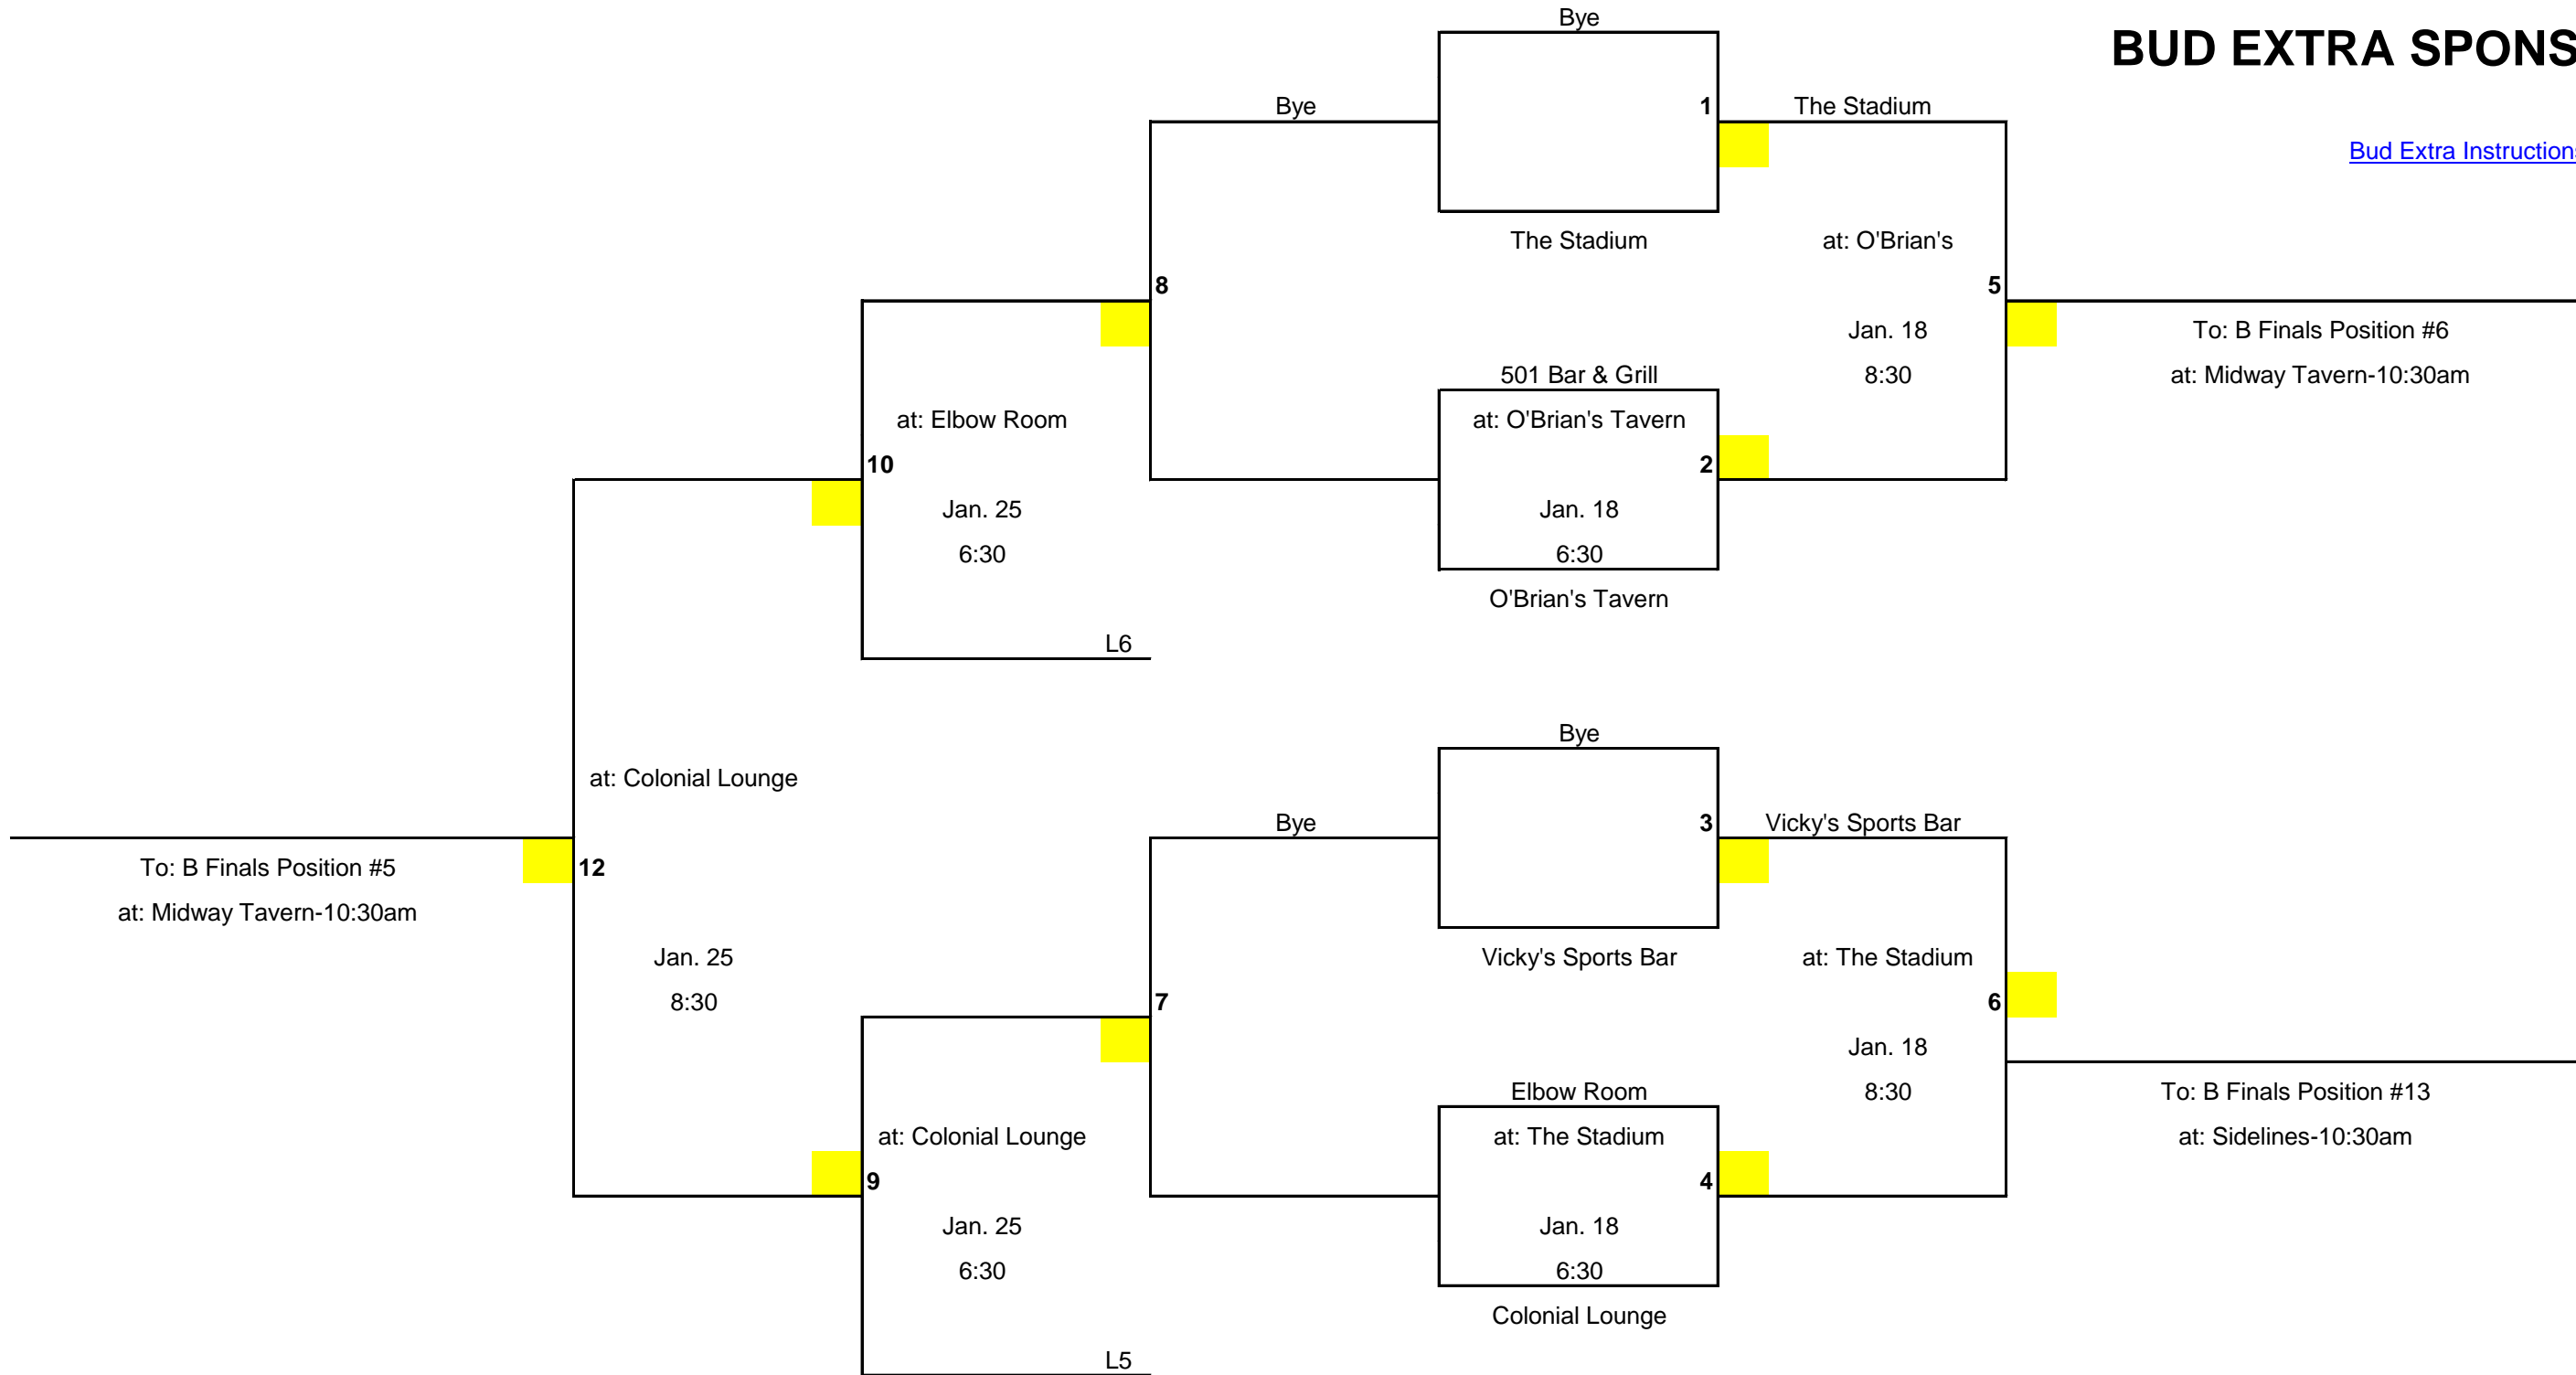 Bye
BUD EXTRA SPONS
Bye
1
The Stadium
Bud Extra Instructions
The Stadium
at: O'Brian's
8
5
Jan. 18
To: B Finals Position #6
501 Bar & Grill
8:30
at: Midway Tavern-10:30am
at: Elbow Room
at: O'Brian's Tavern
10
2
Jan. 25
Jan. 18
6:30
6:30
O'Brian's Tavern
L6
Bye
at: Colonial Lounge
Bye
3
Vicky's Sports Bar
To: B Finals Position #5
12
at: Midway Tavern-10:30am
Jan. 25
Vicky's Sports Bar
at: The Stadium
8:30
7
6
Jan. 18
Elbow Room
8:30
To: B Finals Position #13
at: Colonial Lounge
at: The Stadium
at: Sidelines-10:30am
9
4
Jan. 25
Jan. 18
6:30
6:30
Colonial Lounge
L5